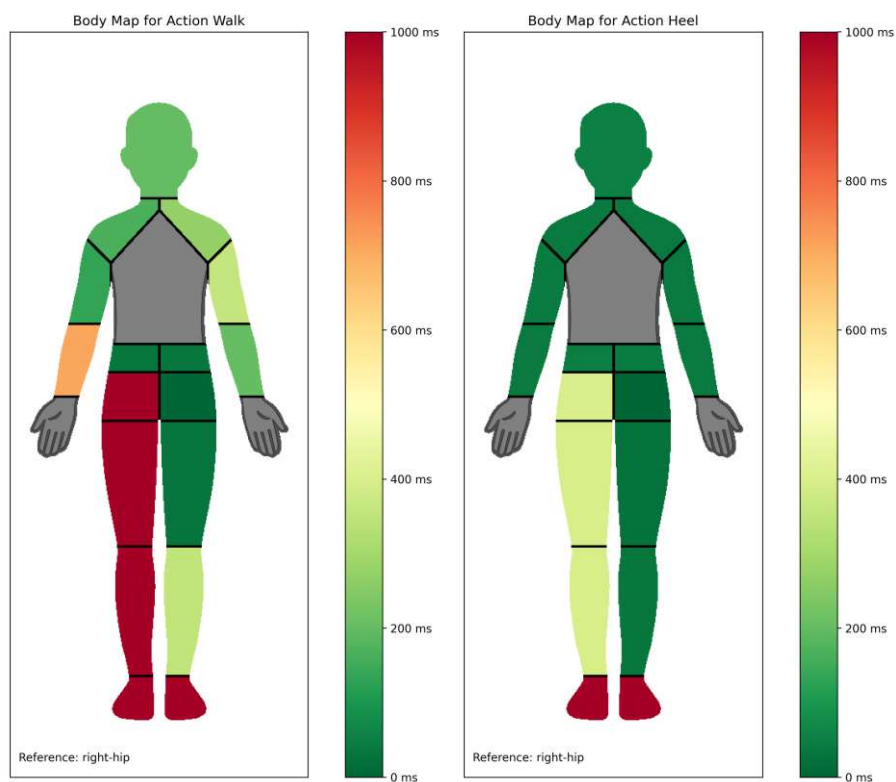 Body Map for Action Walk
1000 ms
800 ms
600 ms
400 ms
200 ms
0 ms
Reference: right-hip
Body Map for Action Heel
1000 ms
800 ms
600 ms
400 ms
200 ms
0 ms
Reference: right-hip